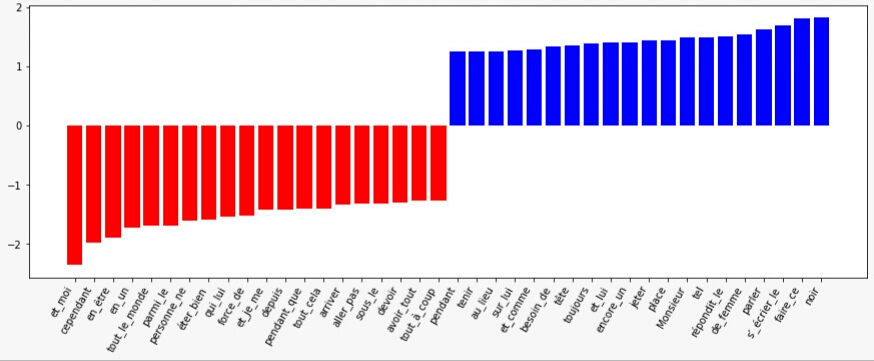 2
1
0
−1
−2
et_moi
cependant
en_être
en_un
tout_le_monde
parmi_le
personne_ne
éter_bien
qui_lui
force_de
et_je_me
depuis
pendant_que
tout_cela
arriver
aller_pas
sous_le
devoir
avoir_tout
tout_à_coup
pendant
tenir
au_lieu
sur_lui
et_comme
besoin_de
tête
toujours
et_lui
encore_un
jeter
place
Monsieur
tel
répondit_le
de_femme
parler
s'_écrier_le
faire_ce
noir